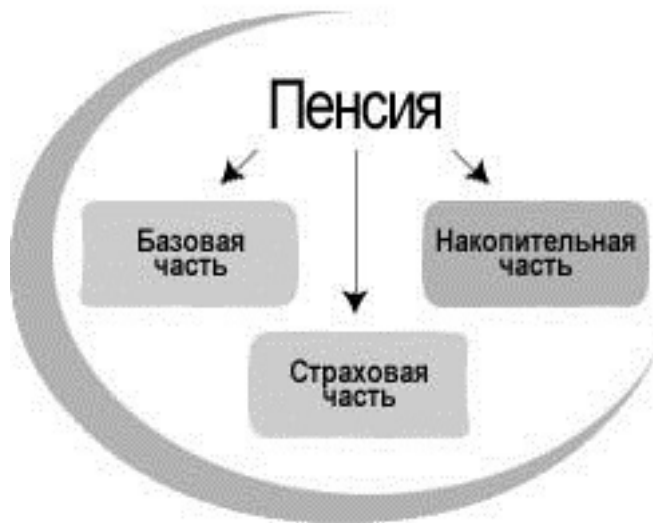 Пенсия
Базовая
часть
Накопительная
часть
Страховая
часть